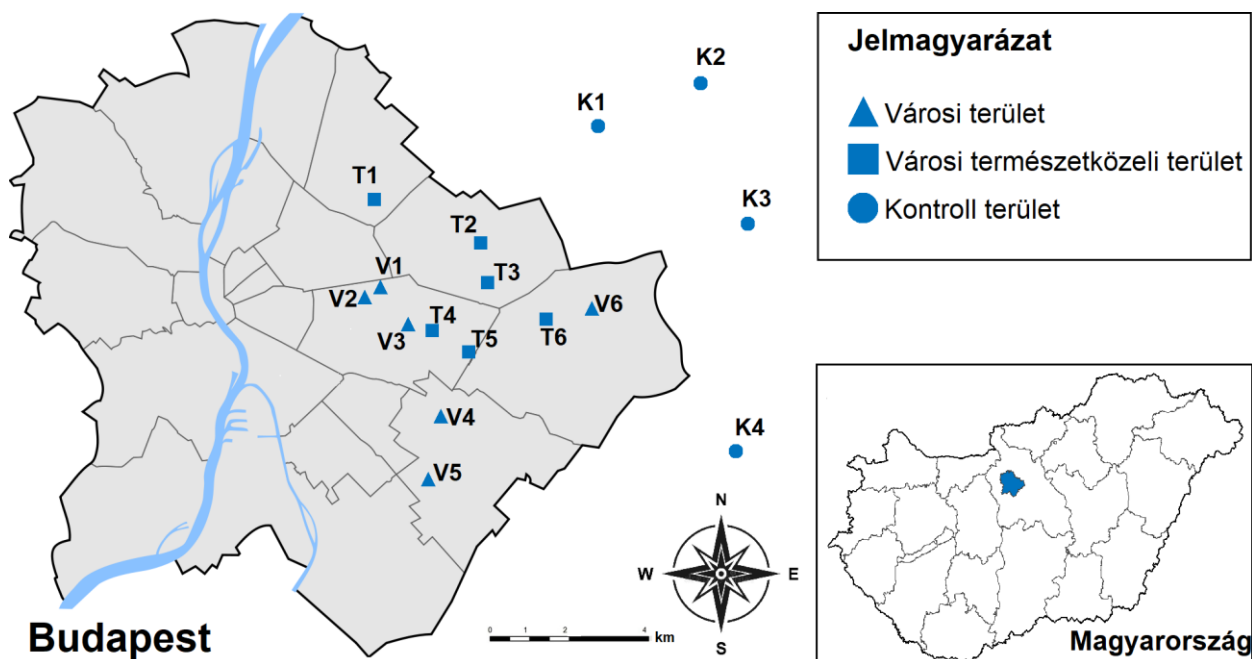 K2
K1
T1
K3
T2
V1
T3
V2
V6
V3
T4
T6
T5
V4
K4
V5
N
W
E
S
0 1 2 4
km
Budapest
Jelmagyarázat
Városi terület
Városi természetközeli terület
Kontroll terület
Magyarország